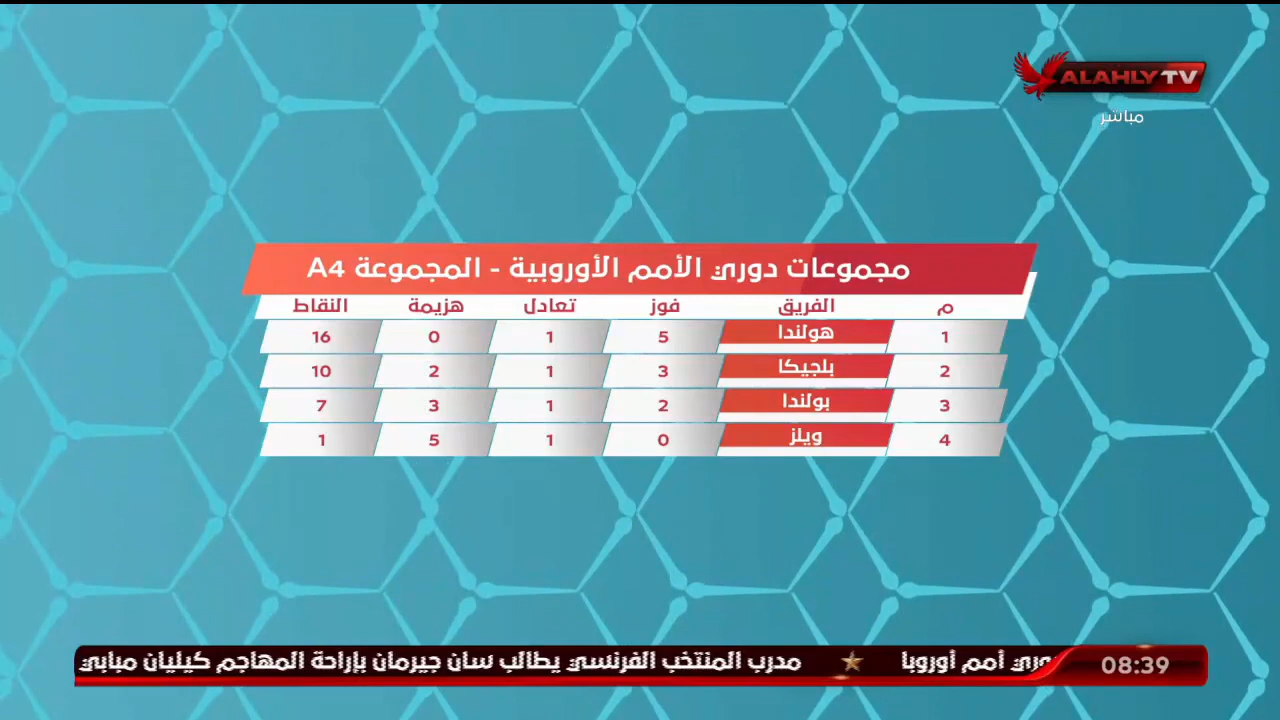 ALAHLY TV
مباشر
مجموعات دوري الأمم الأوروبية - المجموعة A4
م الفريق فوز تعادل هزيمة النقاط
1 هولندا 5 1 0 16
2 بلجيكا 3 1 2 10
3 بولندا 2 1 3 7
4 ويلز 0 1 5 1
08:39 أمم أوروبا ★ مدرب المنتخب الفرنسي يطالب سان جيرمان بإراحة المهاجم كيليان مبابي